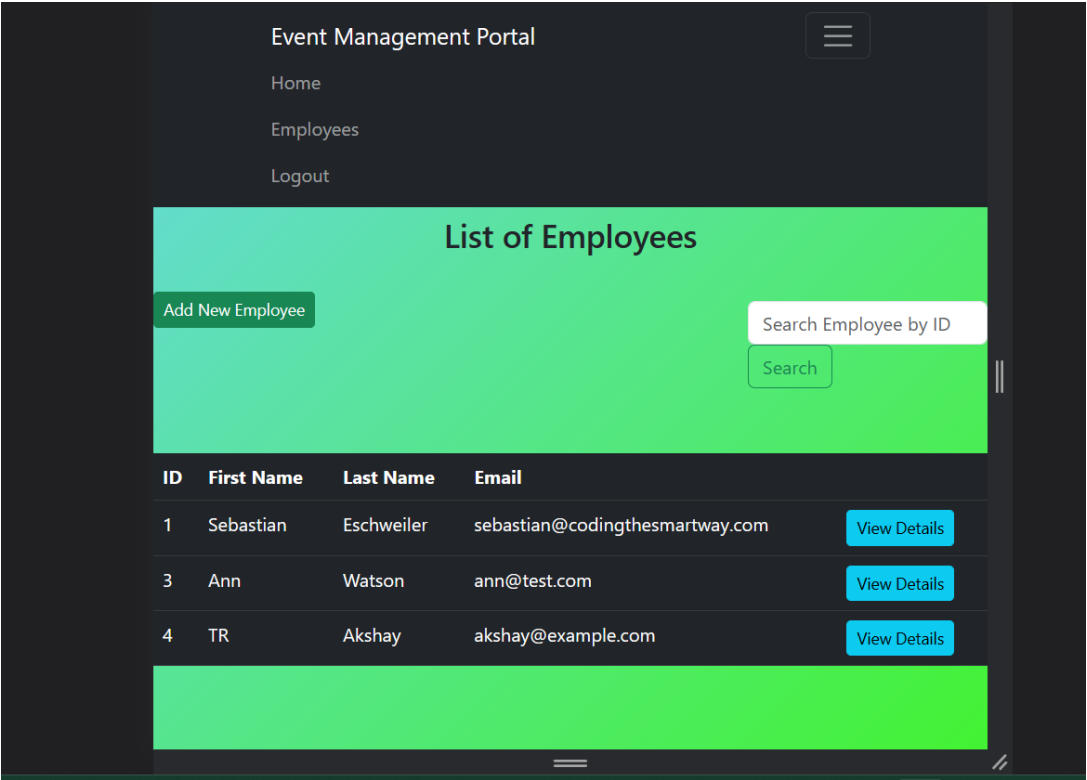 Event Management Portal
Home
Employees
Logout
List of Employees
Add New Employee
Search Employee by ID
Search
ID First Name Last Name Email
1 Sebastian Eschweiler sebastian@codingthesmartway.com View Details
3 Ann Watson ann@test.com View Details
4 TR Akshay akshay@example.com View Details